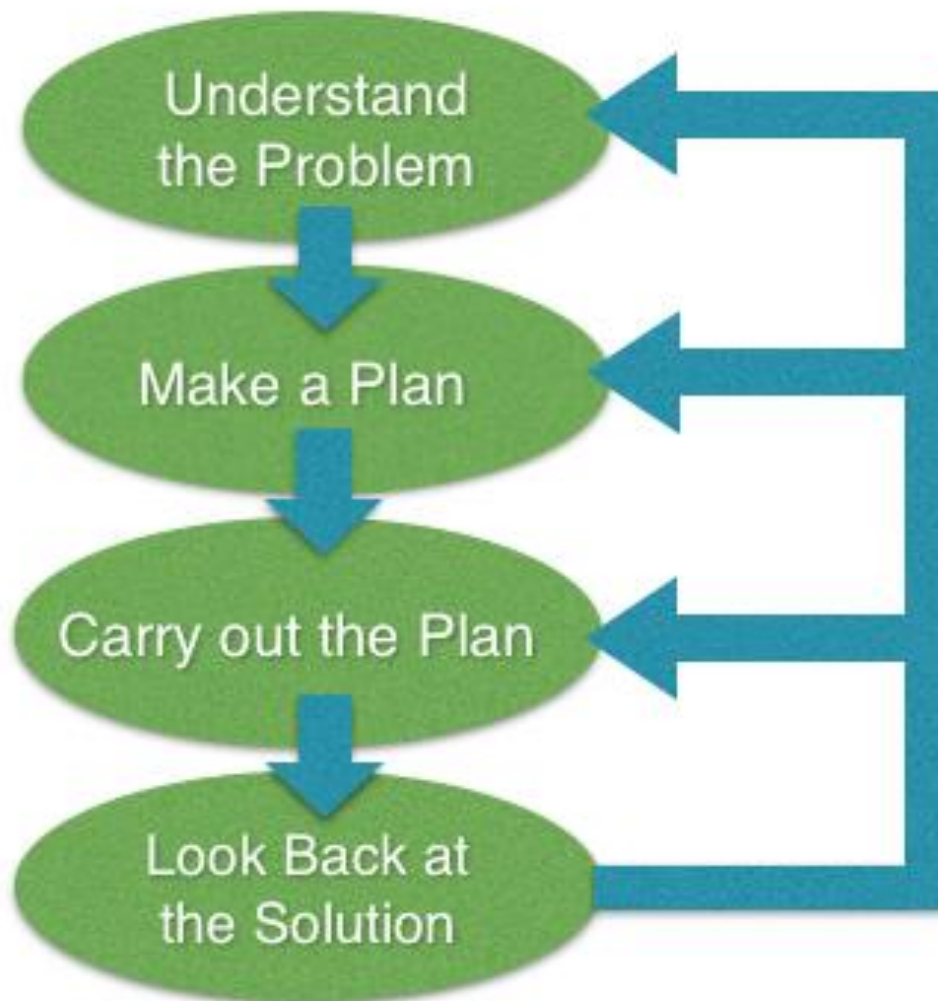 Understand
the Problem
Make a Plan
Carry out the Plan
Look Back at
the Solution